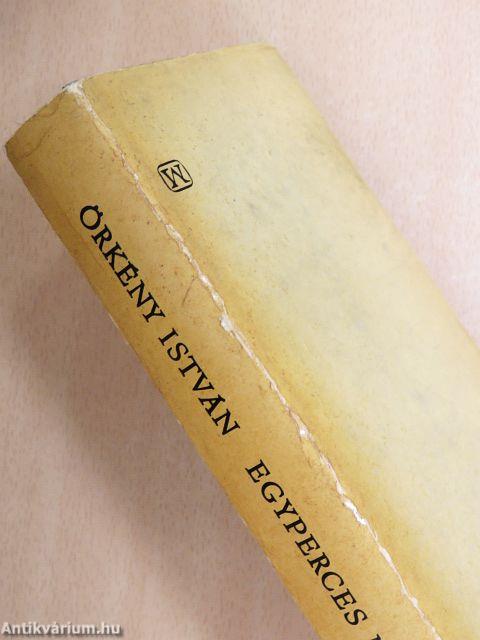 ÖRKÉNY ISTVÁN EGYPERCES
Antikvárium.hu